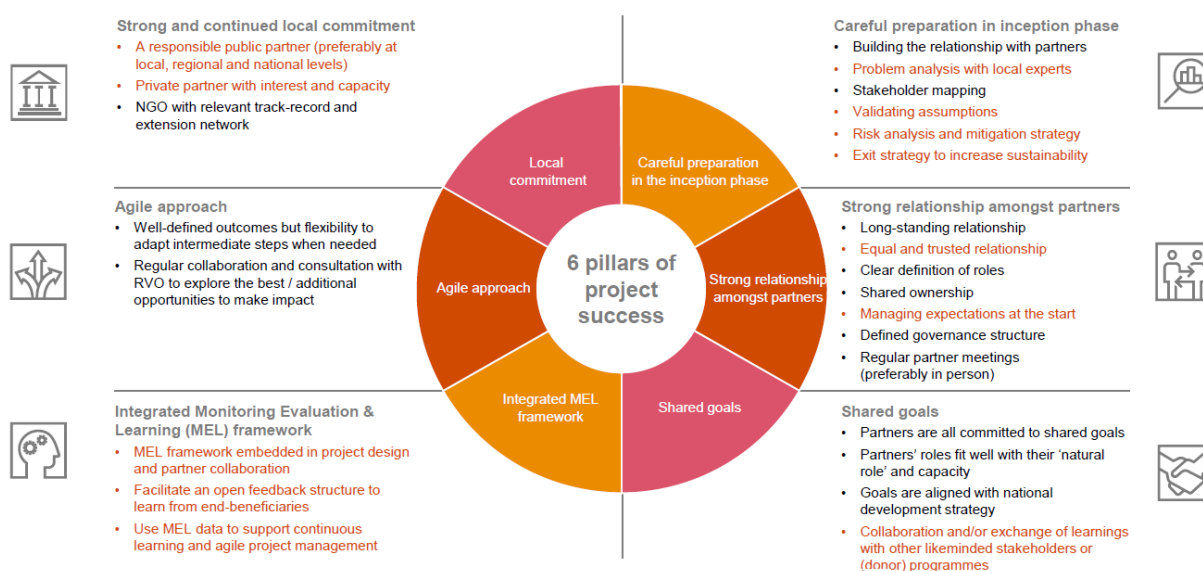 Strong and continued local commitment
• A responsible public partner (preferably at
local, regional and national levels)
• Private partner with interest and capacity
• NGO with relevant track-record and
extension network
Careful preparation in inception phase
• Building the relationship with partners
• Problem analysis with local experts
• Stakeholder mapping
• Validating assumptions
• Risk analysis and mitigation strategy
• Exit strategy to increase sustainability
Agile approach
• Well-defined outcomes but flexibility to
adapt intermediate steps when needed
• Regular collaboration and consultation with
RVO to explore the best / additional
opportunities to make impact
Strong relationship amongst partners
• Long-standing relationship
• Equal and trusted relationship
• Clear definition of roles
• Shared ownership
• Managing expectations at the start
• Defined governance structure
• Regular partner meetings
(preferably in person)
Integrated Monitoring Evaluation &
Learning (MEL) framework
• MEL framework embedded in project design
and partner collaboration
• Facilitate an open feedback structure to
learn from end-beneficiaries
• Use MEL data to support continuous
learning and agile project management
Shared goals
• Partners are all committed to shared goals
• Partners' roles fit well with their 'natural
role' and capacity
• Goals are aligned with national
development strategy
• Collaboration and/or exchange of learnings
with other likeminded stakeholders or
(donor) programmes
Local
commitment
Careful preparation
in the inception phase
Agile approach
6 pillars of
project
success
Strong relationship
amongst partners
Integrated MEL
framework
Shared goals